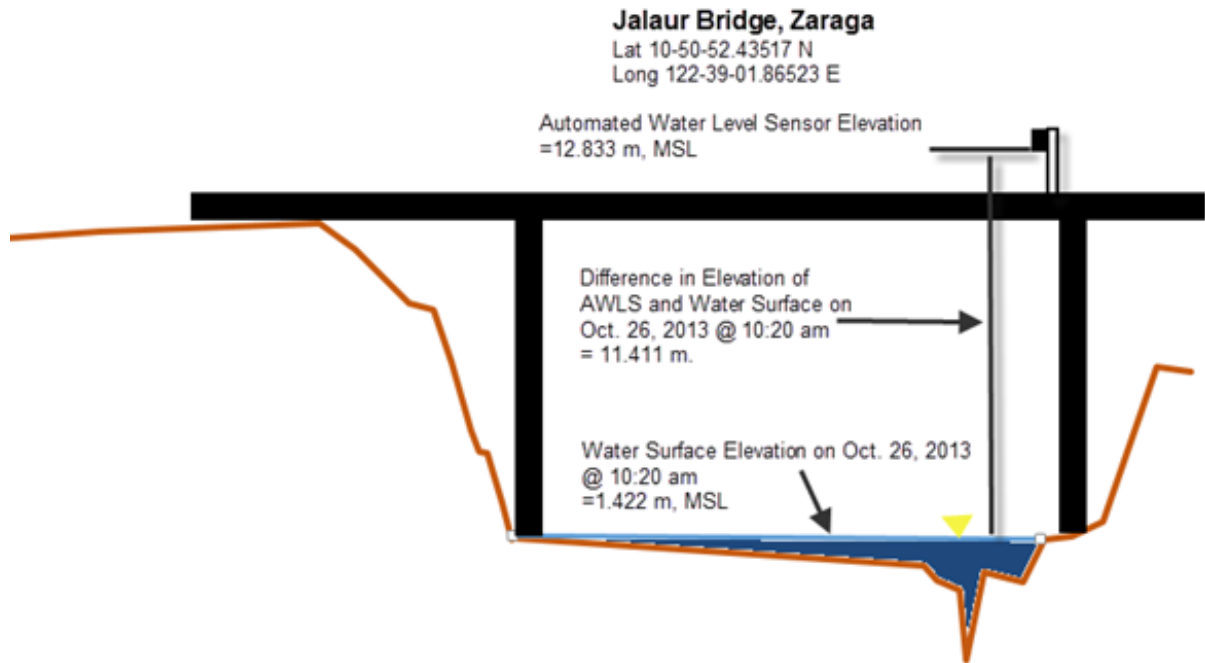 Jalaur Bridge, Zaraga
Lat 10-50-52.43517 N
Long 122-39-01.86523 E
Automated Water Level Sensor Elevation
=12.833 m, MSL
Difference in Elevation of
AWLS and Water Surface on
Oct. 26, 2013 @ 10:20 am
= 11.411 m.
Water Surface Elevation on Oct. 26, 2013
@ 10:20 am
=1.422 m, MSL